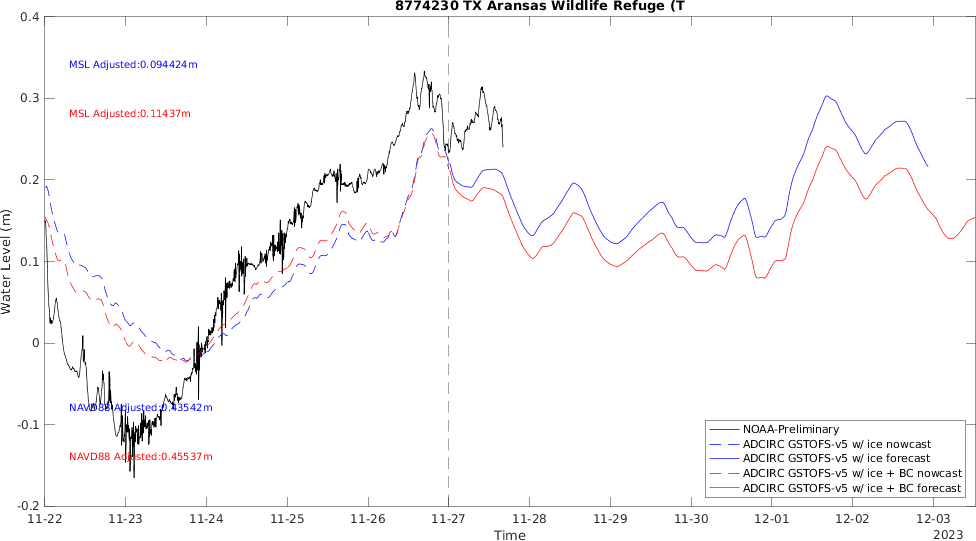 8774230 TX Aransas Wildlife Refuge (T
0.4
0.3
0.2
0.1
0
-0.1
-0.2
Water Level (m)
MSL Adjusted:0.094424m
MSL Adjusted:0.11437m
NAVD88 Adjusted:0.43542m
NAVD88 Adjusted:0.45537m
NOAA-Preliminary
ADCIRC GSTOFS-v5 w/ ice nowcast
ADCIRC GSTOFS-v5 w/ ice forecast
ADCIRC GSTOFS-v5 w/ ice + BC nowcast
ADCIRC GSTOFS-v5 w/ ice + BC forecast
11-22 11-23 11-24 11-25 11-26 11-27 11-28 11-29 11-30 12-01 12-02 12-03
Time
2023